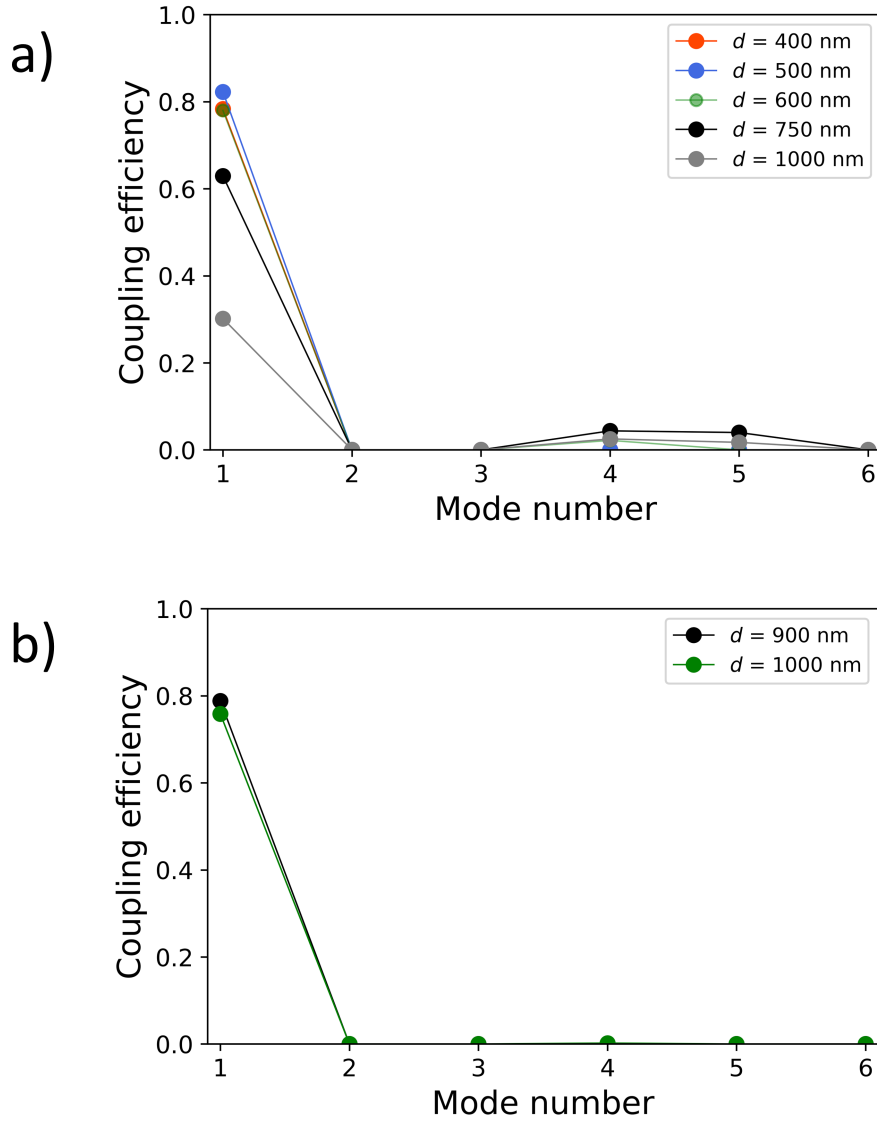 a)
Coupling efficiency
1.0
0.8
0.6
0.4
0.2
0.0
d = 400 nm
d = 500 nm
d = 600 nm
d = 750 nm
d = 1000 nm
1 2 3 4 5 6
Mode number
b)
Coupling efficiency
1.0
0.8
0.6
0.4
0.2
0.0
d = 900 nm
d = 1000 nm
1 2 3 4 5 6
Mode number